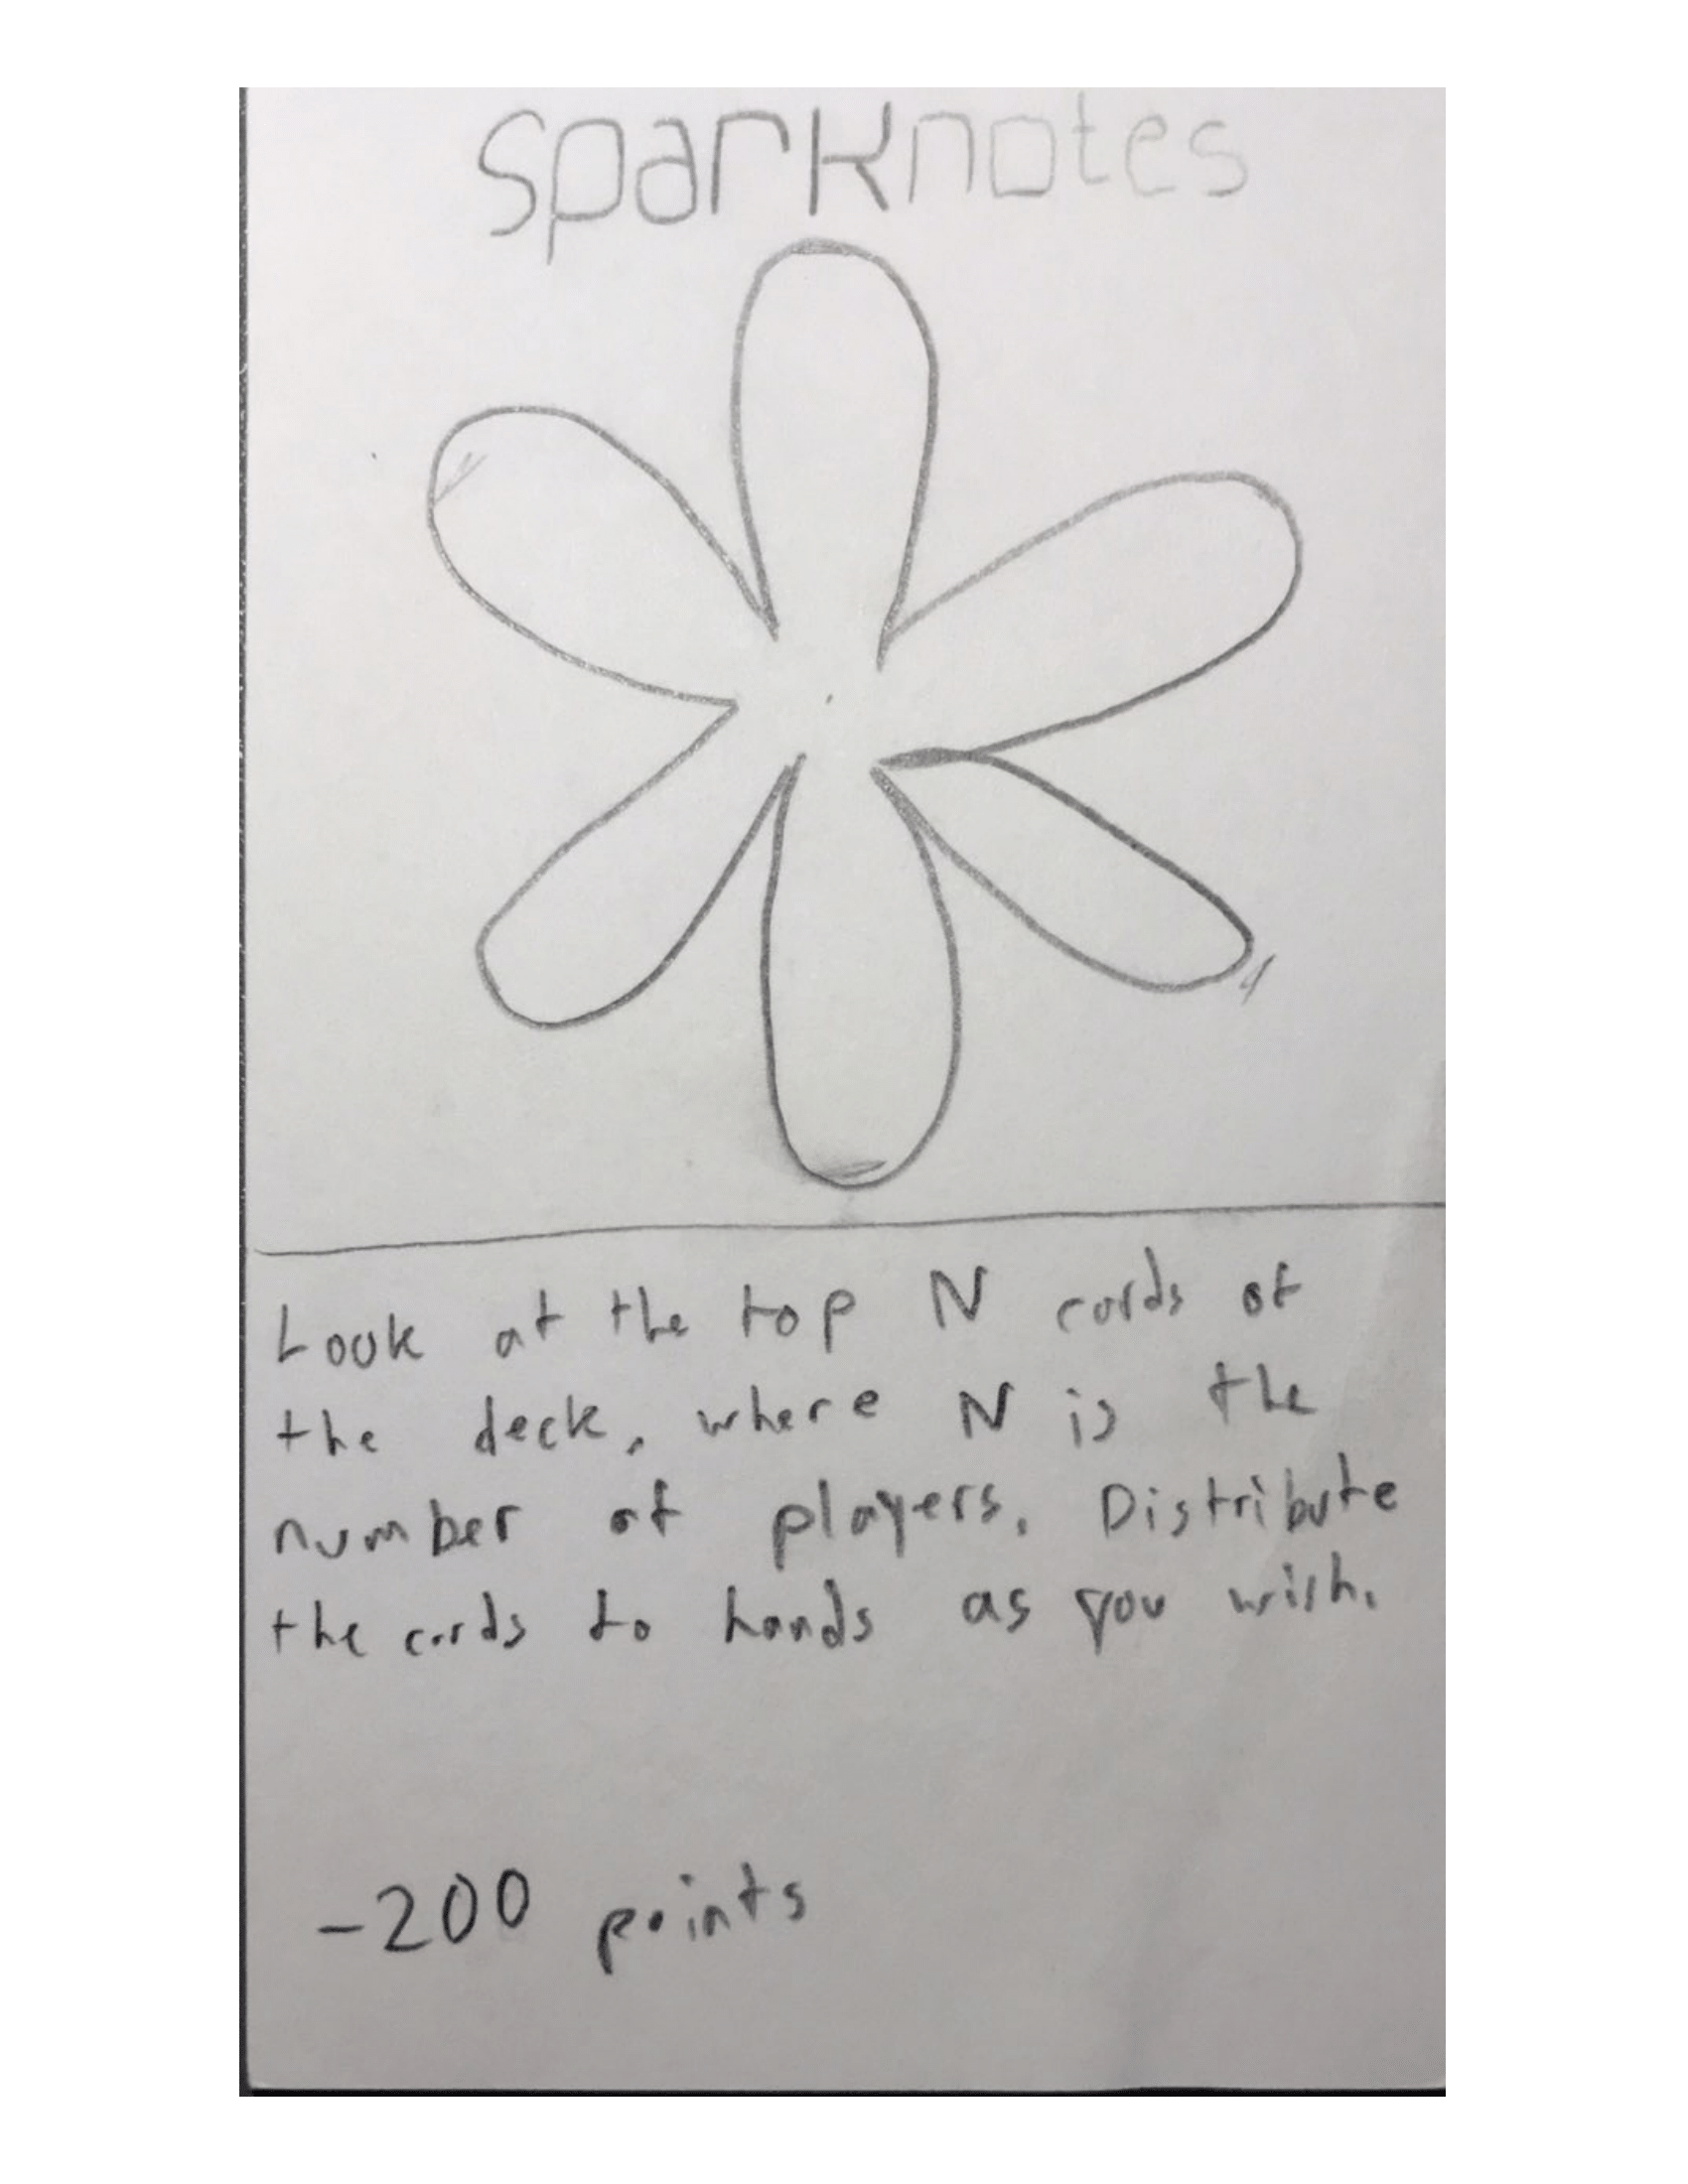 sparknotes
Look at the top N cards of
the deck, where N is the
number of players. Distribute
the cards to hands as you wish.
-200 points